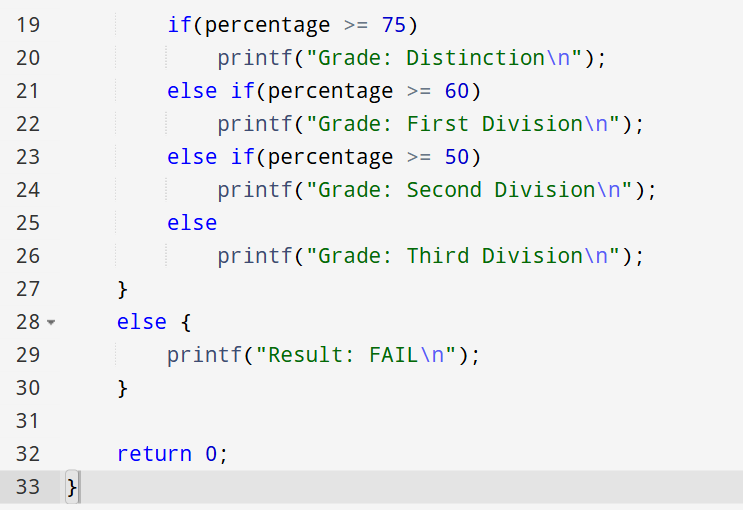 19         if(percentage >= 75)
20             printf("Grade: Distinction\n");
21         else if(percentage >= 60)
22             printf("Grade: First Division\n");
23         else if(percentage >= 50)
24             printf("Grade: Second Division\n");
25         else
26             printf("Grade: Third Division\n");
27     }
28     else {
29         printf("Result: FAIL\n");
30     }
31
32     return 0;
33 }